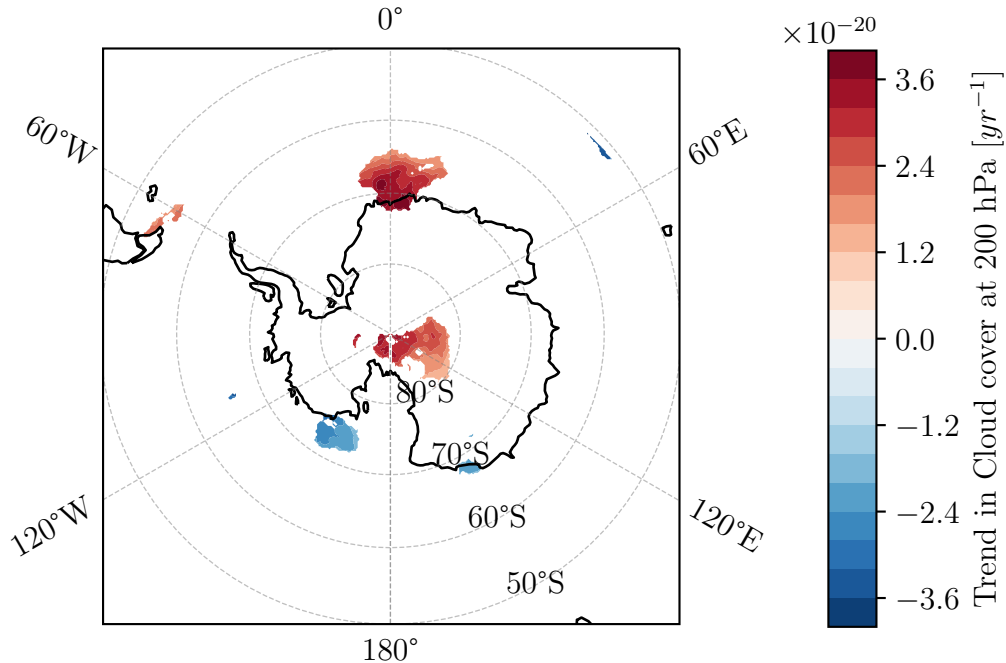 0°
×10⁻²⁰
60°W
60°E
3.6
2.4
1.2
0.0
−1.2
−2.4
−3.6
Trend in Cloud cover at 200 hPa [yr⁻¹]
80°S
70°S
60°S
50°S
120°W
120°E
180°